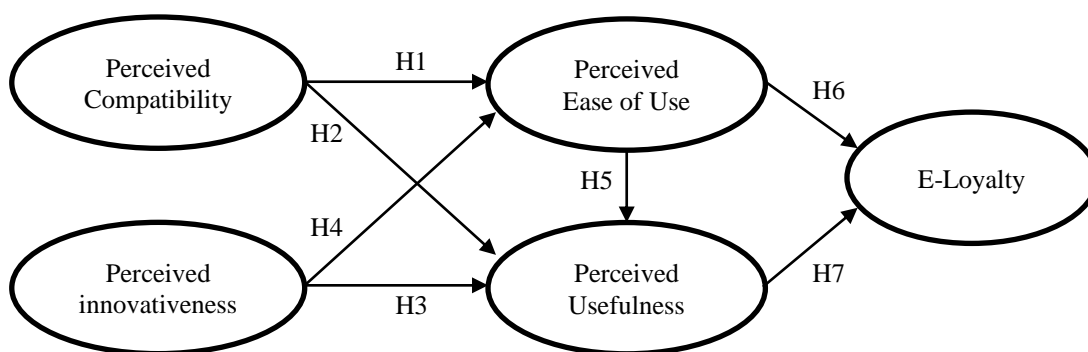 Perceived
Compatibility
H1
Perceived
Ease of Use
H6
H2
H5
E-Loyalty
H4
Perceived
innovativeness
H3
Perceived
Usefulness
H7